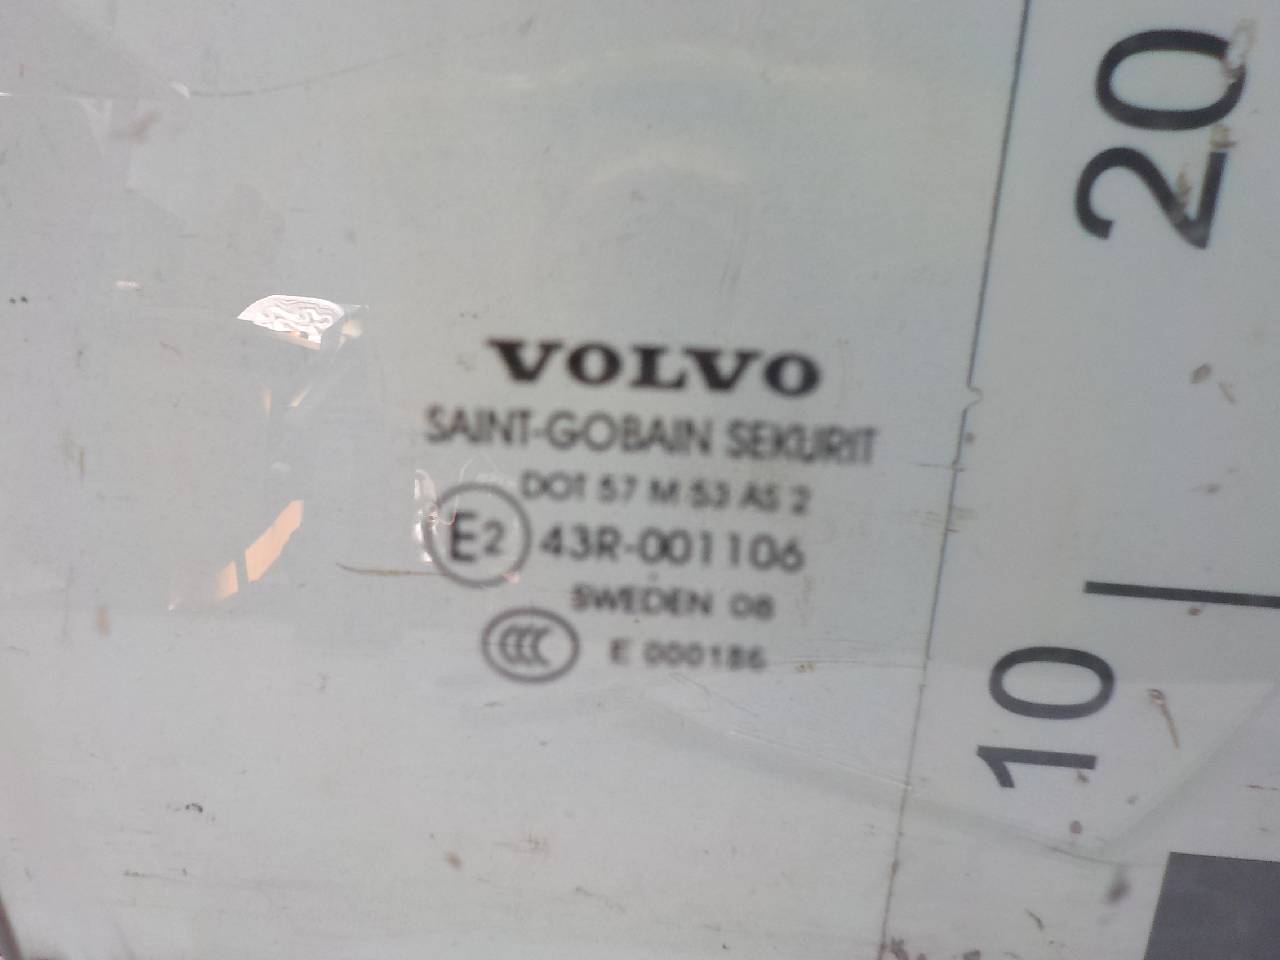 VOLVO
SAINT-GOBAIN SEKURIT
DOT 57 M 53 AS 2
E2 43R-001106
SWEDEN 08
CCC E 000186
20
10